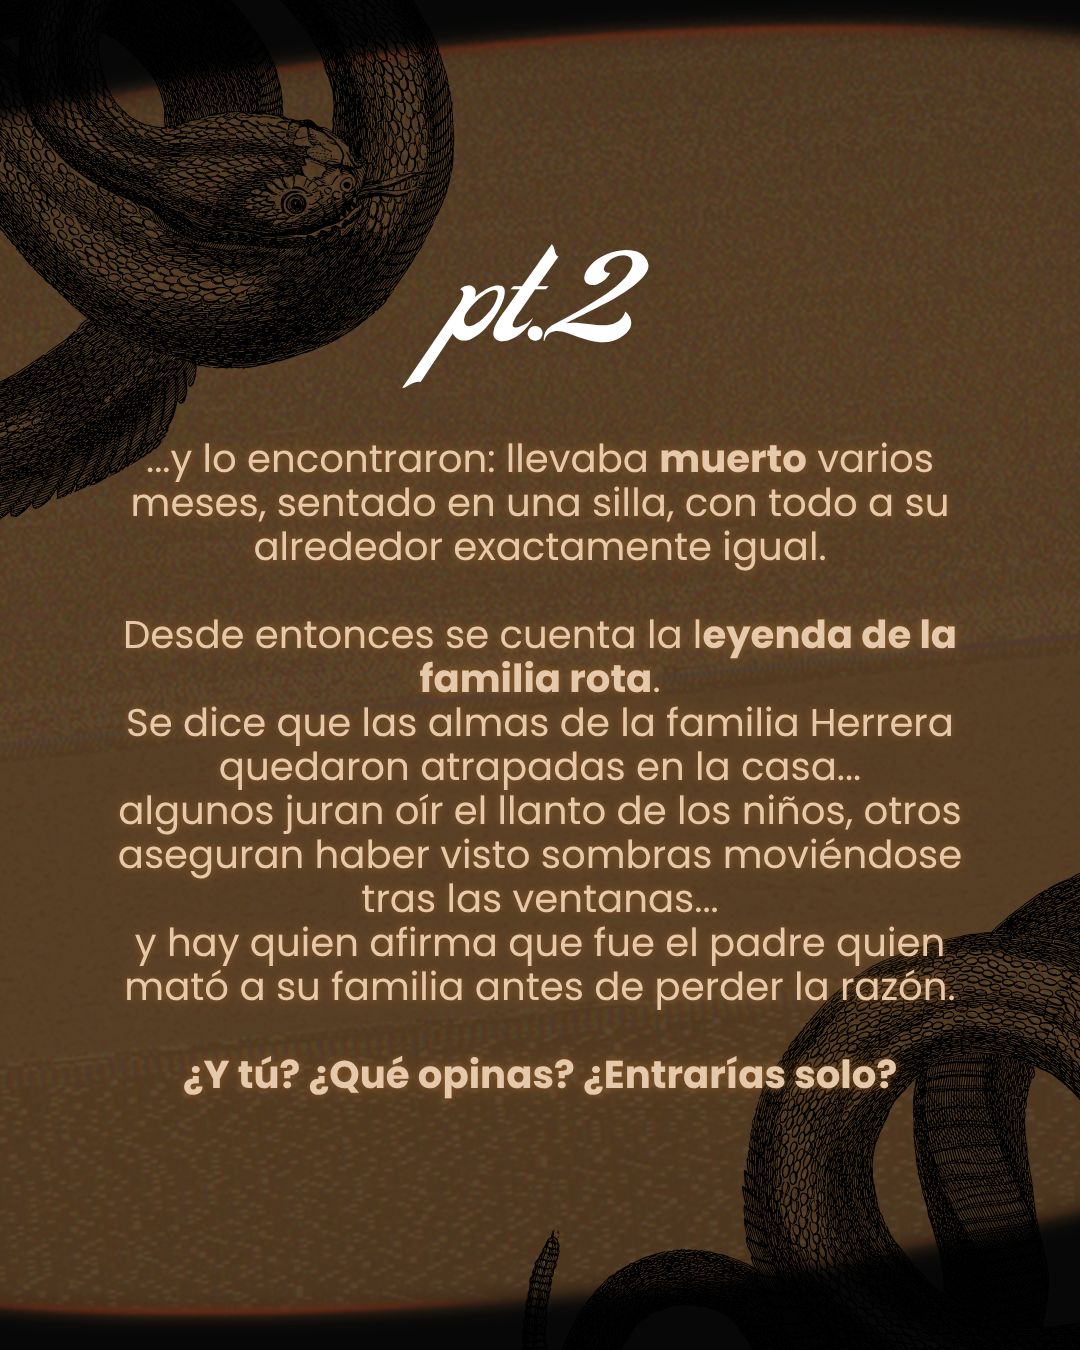 pt.2
...y lo encontraron: llevaba muerto varios
meses, sentado en una silla, con todo a su
alrededor exactamente igual.
Desde entonces se cuenta la leyenda de la
familia rota.
Se dice que las almas de la familia Herrera
quedaron atrapadas en la casa...
algunos juran oír el llanto de los niños, otros
aseguran haber visto sombras moviéndose
tras las ventanas...
y hay quien afirma que fue el padre quien
mató a su familia antes de perder la razón.
¿Y tú? ¿Qué opinas? ¿Entrarías solo?